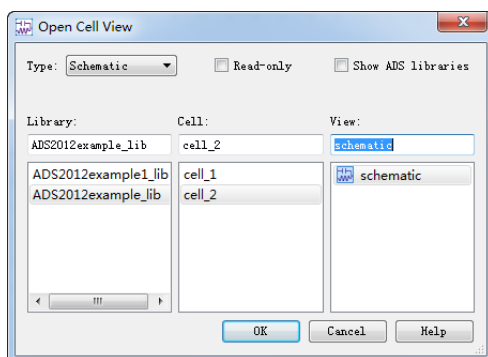 Open Cell View
Type: Schematic Read-only Show ADS libraries
Library: Cell: View:
ADS2012example_lib cell_2 schematic
ADS2012example1_lib cell_1 schematic
ADS2012example_lib cell_2
OK Cancel Help